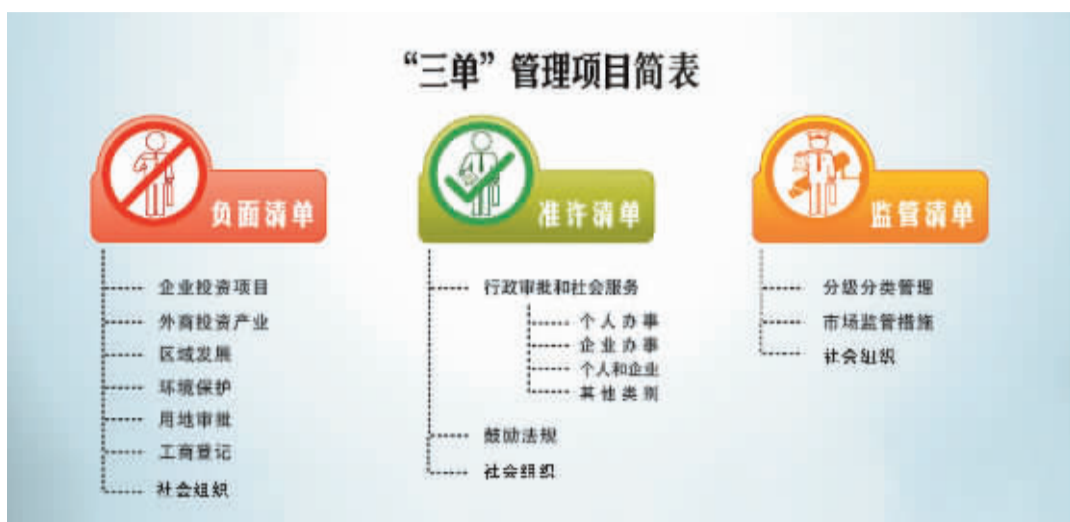 “三单”管理项目简表
负面清单
企业投资项目
外商投资产业
区域发展
环境保护
用地审批
工商登记
社会组织
准许清单
行政审批和社会服务
个人办事
企业办事
个人和企业
其他类别
鼓励法规
社会组织
监管清单
分级分类管理
市场监管措施
社会组织